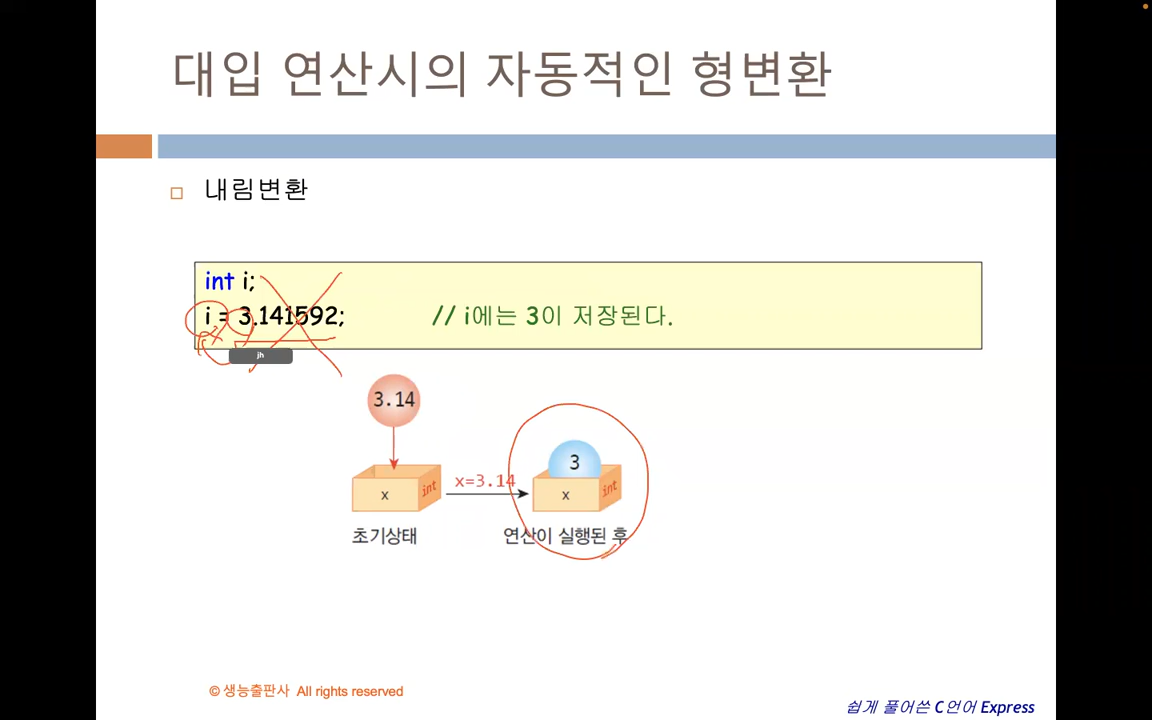 대입 연산시의 자동적인 형변환
내림변환
int i;
i = 3.141592; // i에는 3이 저장된다.
jh
3.14
3
x int
x=3.14
x int
초기상태
연산이 실행된 후
© 생능출판사 All rights reserved
쉽게 풀어쓴 C언어 Express